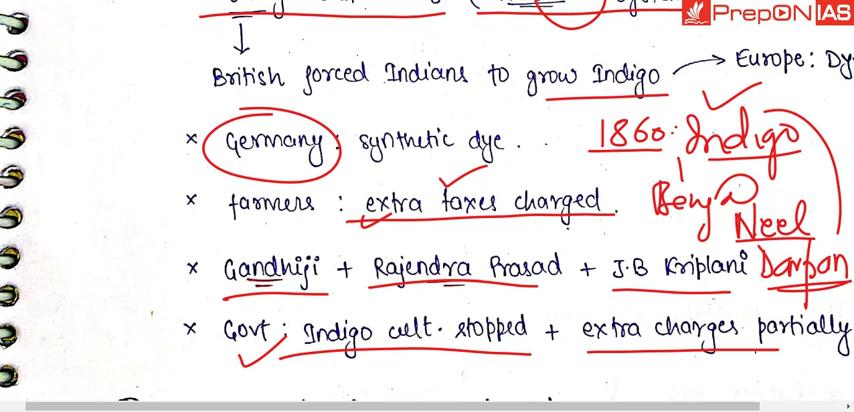 PrepON IAS
British forced Indians to grow Indigo → Europe: Dy
× Germany: synthetic dye.
1860: Indigo
× farmers: extra taxes charged.
Neel
× Gandhiji + Rajendra Prasad + J.B Kriplani
Darpan
× Govt: Indigo cult. stopped + extra charges partially